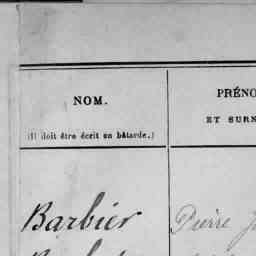 NOM. PRÉNO
ET SURN
(Il doit être écrit en bâtarde.)
Barbier Pierre